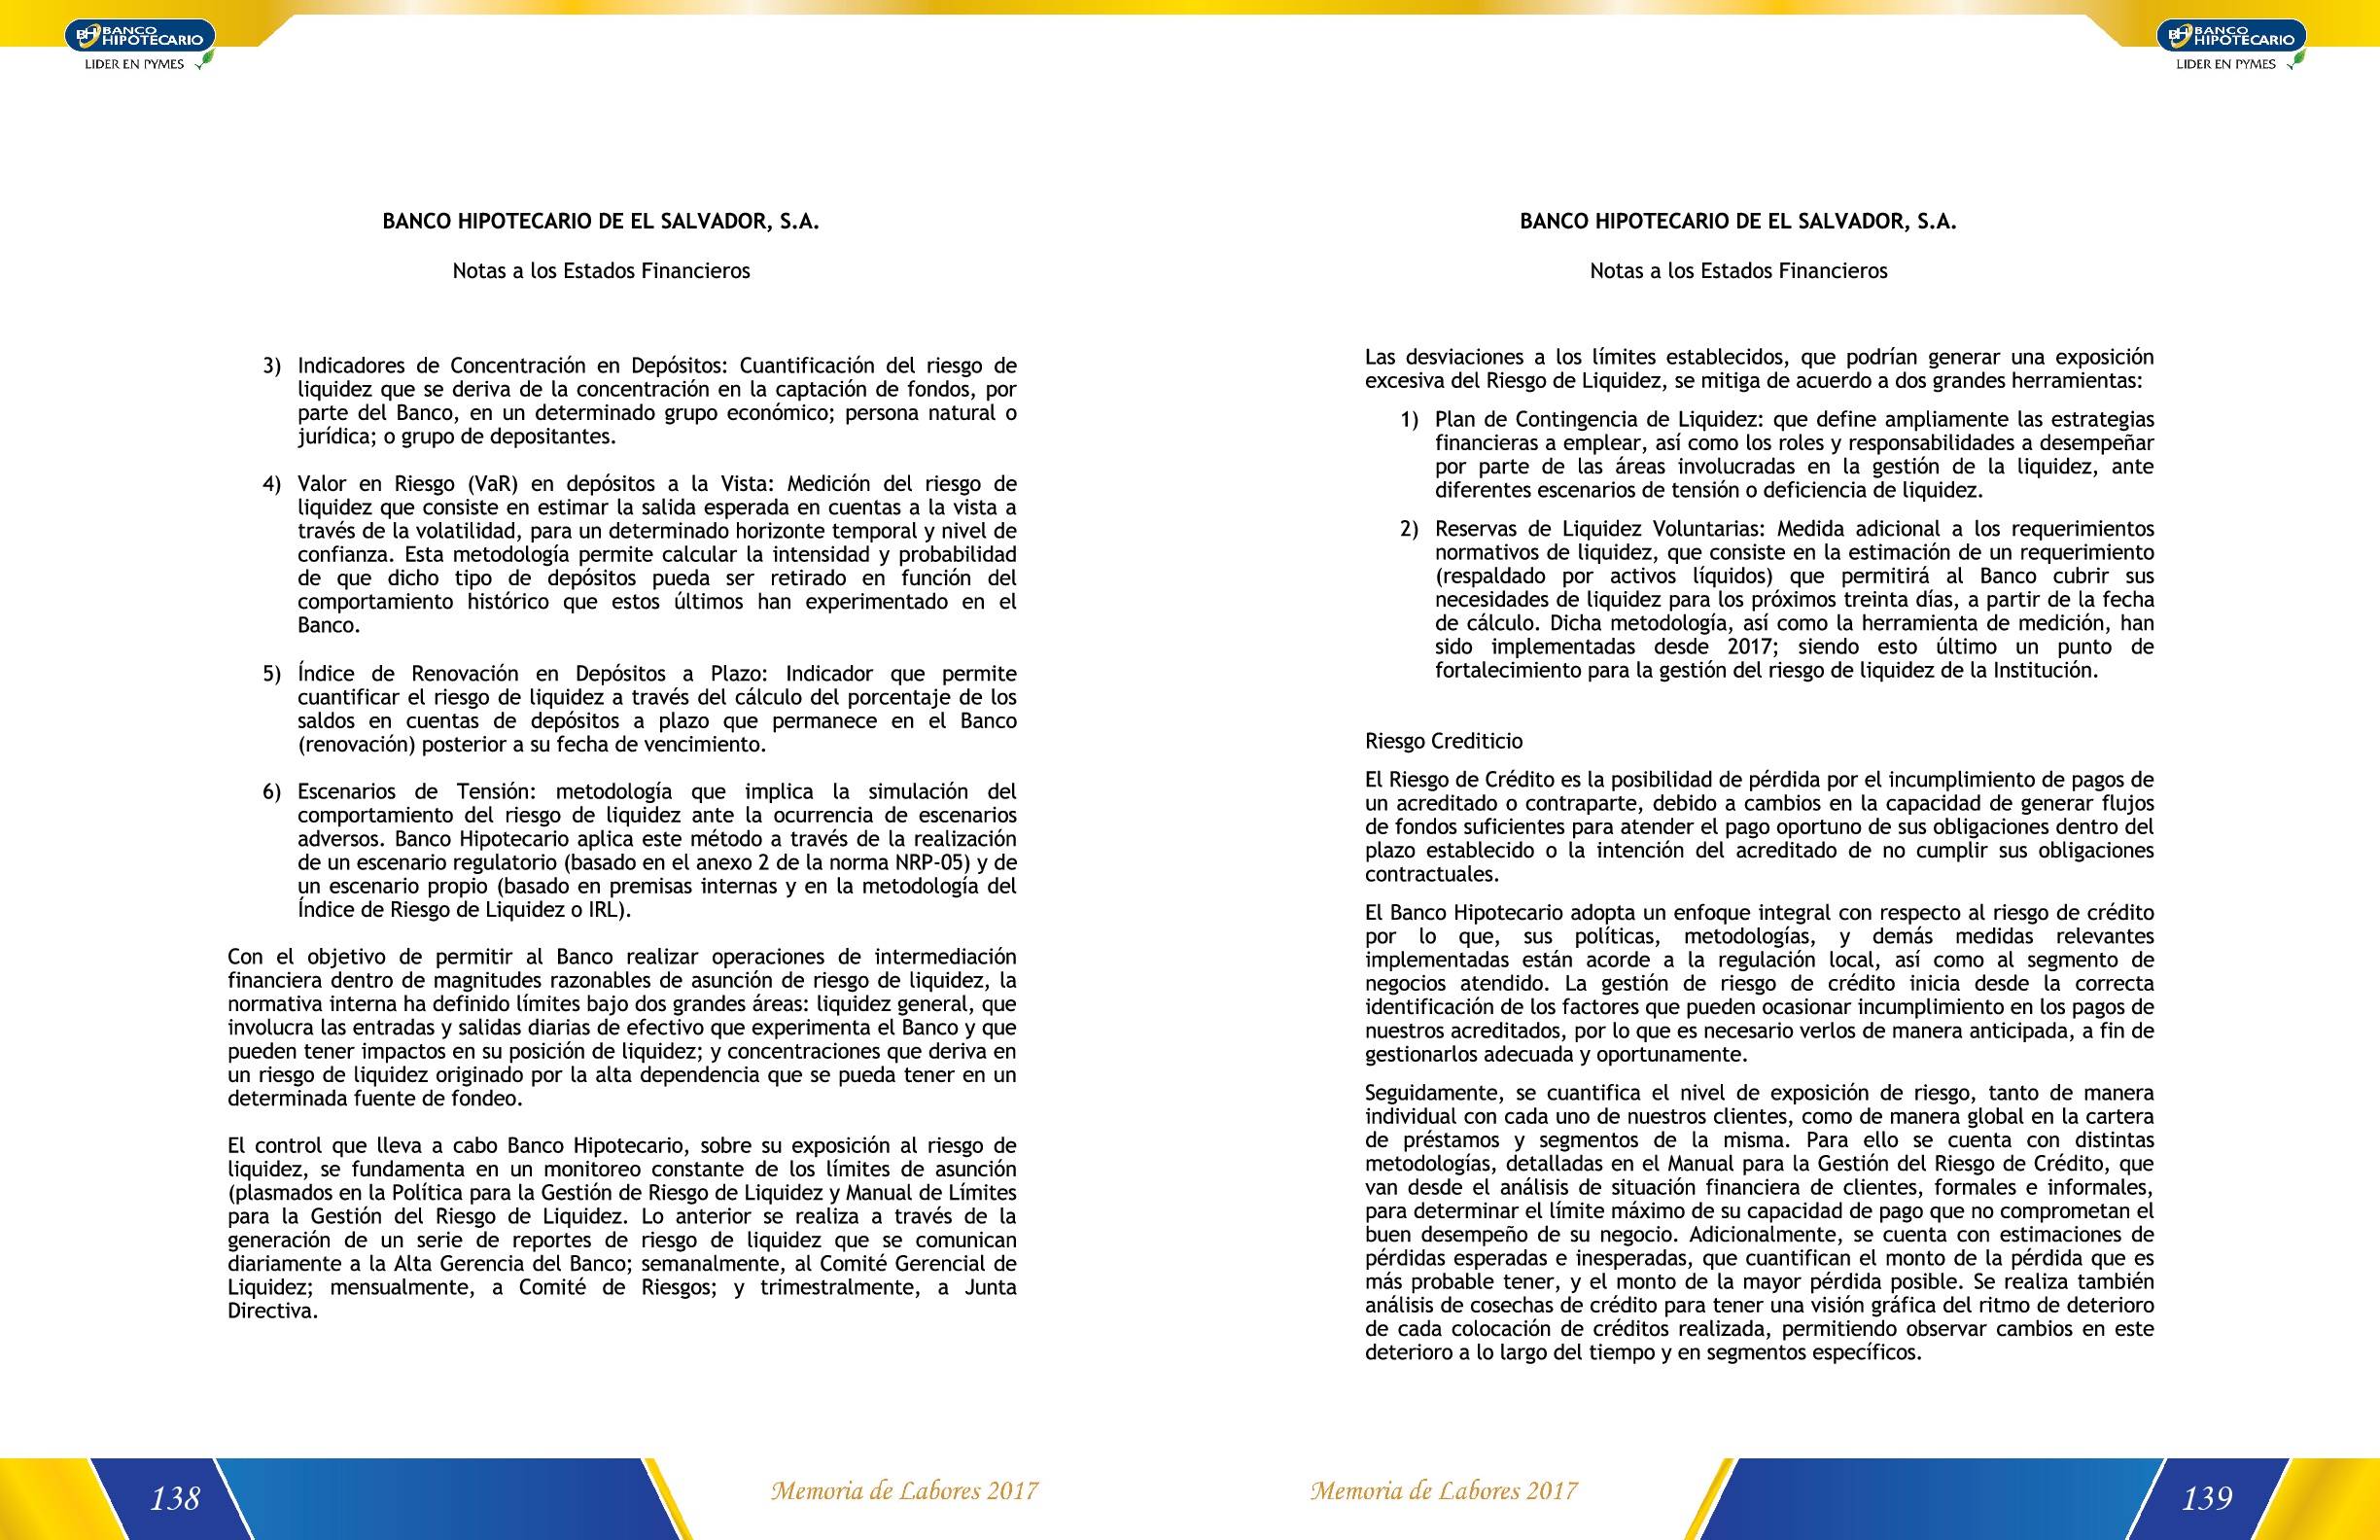 BANCO
HIPOTECARIO
LIDER EN PYMES
BANCO HIPOTECARIO DE EL SALVADOR, S.A.
Notas a los Estados Financieros
3) Indicadores de Concentración en Depósitos: Cuantificación del riesgo de
liquidez que se deriva de la concentración en la captación de fondos, por
parte del Banco, en un determinado grupo económico; persona natural o
jurídica; o grupo de depositantes.
4) Valor en Riesgo (VaR) en depósitos a la Vista: Medición del riesgo de
liquidez que consiste en estimar la salida esperada en cuentas a la vista a
través de la volatilidad, para un determinado horizonte temporal y nivel de
confianza. Esta metodología permite calcular la intensidad y probabilidad
de que dicho tipo de depósitos pueda ser retirado en función del
comportamiento histórico que estos últimos han experimentado en el
Banco.
5) Índice de Renovación en Depósitos a Plazo: Indicador que permite
cuantificar el riesgo de liquidez a través del cálculo del porcentaje de los
saldos en cuentas de depósitos a plazo que permanece en el Banco
(renovación) posterior a su fecha de vencimiento.
6) Escenarios de Tensión: metodología que implica la simulación del
comportamiento del riesgo de liquidez ante la ocurrencia de escenarios
adversos. Banco Hipotecario aplica este método a través de la realización
de un escenario regulatorio (basado en el anexo 2 de la norma NRP-05) y de
un escenario propio (basado en premisas internas y en la metodología del
Índice de Riesgo de Liquidez o IRL).
Con el objetivo de permitir al Banco realizar operaciones de intermediación
financiera dentro de magnitudes razonables de asunción de riesgo de liquidez, la
normativa interna ha definido límites bajo dos grandes áreas: liquidez general, que
involucra las entradas y salidas diarias de efectivo que experimenta el Banco y que
pueden tener impactos en su posición de liquidez; y concentraciones que deriva en
un riesgo de liquidez originado por la alta dependencia que se pueda tener en un
determinada fuente de fondeo.
El control que lleva a cabo Banco Hipotecario, sobre su exposición al riesgo de
liquidez, se fundamenta en un monitoreo constante de los límites de asunción
(plasmados en la Política para la Gestión de Riesgo de Liquidez y Manual de Límites
para la Gestión del Riesgo de Liquidez. Lo anterior se realiza a través de la
generación de un serie de reportes de riesgo de liquidez que se comunican
diariamente a la Alta Gerencia del Banco; semanalmente, al Comité Gerencial de
Liquidez; mensualmente, a Comité de Riesgos; y trimestralmente, a Junta
Directiva.
138
Memoria de Labores 2017
BANCO
HIPOTECARIO
LIDER EN PYMES
BANCO HIPOTECARIO DE EL SALVADOR, S.A.
Notas a los Estados Financieros
Las desviaciones a los límites establecidos, que podrían generar una exposición
excesiva del Riesgo de Liquidez, se mitiga de acuerdo a dos grandes herramientas:
1) Plan de Contingencia de Liquidez: que define ampliamente las estrategias
financieras a emplear, así como los roles y responsabilidades a desempeñar
por parte de las áreas involucradas en la gestión de la liquidez, ante
diferentes escenarios de tensión o deficiencia de liquidez.
2) Reservas de Liquidez Voluntarias: Medida adicional a los requerimientos
normativos de liquidez, que consiste en la estimación de un requerimiento
(respaldado por activos líquidos) que permitirá al Banco cubrir sus
necesidades de liquidez para los próximos treinta días, a partir de la fecha
de cálculo. Dicha metodología, así como la herramienta de medición, han
sido implementadas desde 2017; siendo esto último un punto de
fortalecimiento para la gestión del riesgo de liquidez de la Institución.
Riesgo Crediticio
El Riesgo de Crédito es la posibilidad de pérdida por el incumplimiento de pagos de
un acreditado o contraparte, debido a cambios en la capacidad de generar flujos
de fondos suficientes para atender el pago oportuno de sus obligaciones dentro del
plazo establecido o la intención del acreditado de no cumplir sus obligaciones
contractuales.
El Banco Hipotecario adopta un enfoque integral con respecto al riesgo de crédito
por lo que, sus políticas, metodologías, y demás medidas relevantes
implementadas están acorde a la regulación local, así como al segmento de
negocios atendido. La gestión de riesgo de crédito inicia desde la correcta
identificación de los factores que pueden ocasionar incumplimiento en los pagos de
nuestros acreditados, por lo que es necesario verlos de manera anticipada, a fin de
gestionarlos adecuada y oportunamente.
Seguidamente, se cuantifica el nivel de exposición de riesgo, tanto de manera
individual con cada uno de nuestros clientes, como de manera global en la cartera
de préstamos y segmentos de la misma. Para ello se cuenta con distintas
metodologías, detalladas en el Manual para la Gestión del Riesgo de Crédito, que
van desde el análisis de situación financiera de clientes, formales e informales,
para determinar el límite máximo de su capacidad de pago que no comprometan el
buen desempeño de su negocio. Adicionalmente, se cuenta con estimaciones de
pérdidas esperadas e inesperadas, que cuantifican el monto de la pérdida que es
más probable tener, y el monto de la mayor pérdida posible. Se realiza también
análisis de cosechas de crédito para tener una visión gráfica del ritmo de deterioro
de cada colocación de créditos realizada, permitiendo observar cambios en este
deterioro a lo largo del tiempo y en segmentos específicos.
Memoria de Labores 2017
139